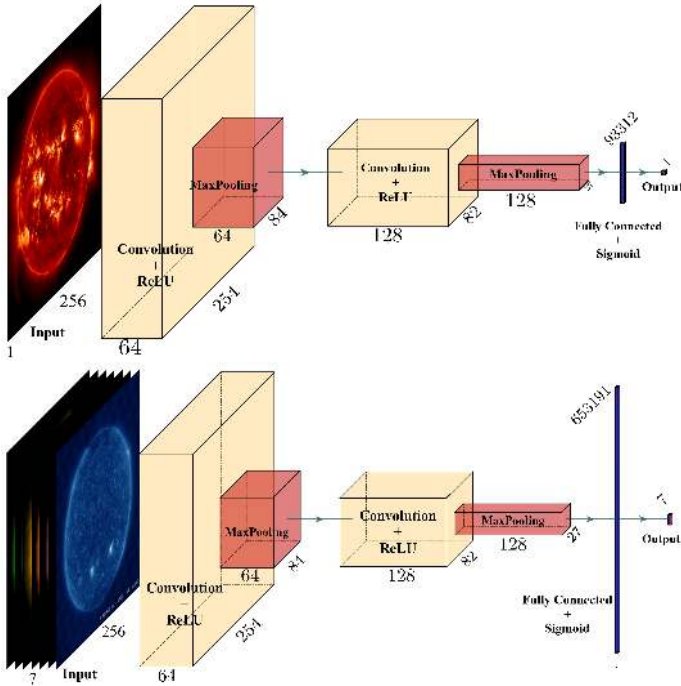 93312
1
MaxPooling
Convolution
+
ReLU
MaxPooling
Output
64
84
128
82
128
Convolution
+
ReLU
Fully Connected
+
Sigmoid
256
254
Input
1
64
653191
7
MaxPooling
Convolution
+
ReLU
MaxPooling
Output
64
84
128
82
128
27
Convolution
ReLU
Fully Connected
+
Sigmoid
256
254
7
Input
64